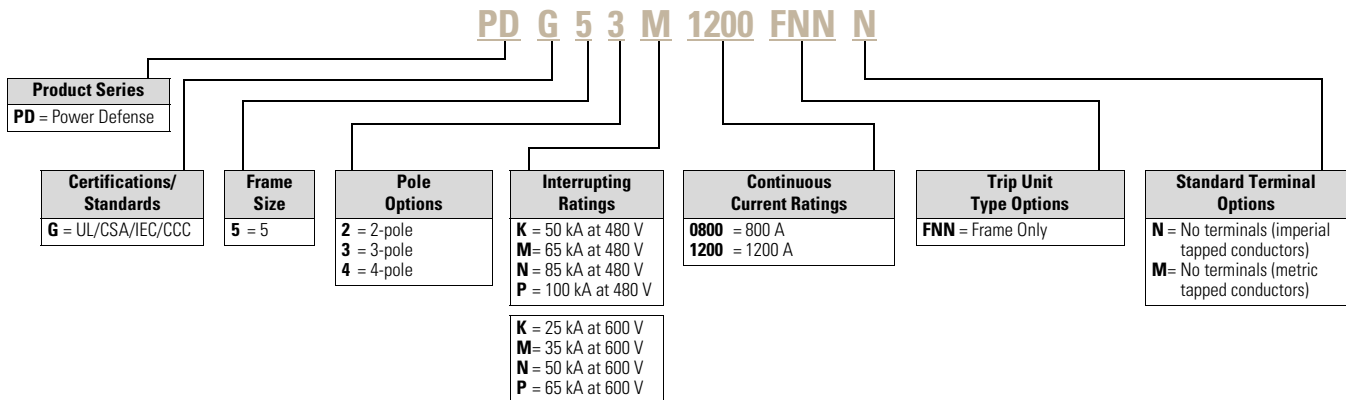 PD G 5 3 M 1200 FNN N
Product Series
PD = Power Defense
Certifications/
Standards
G = UL/CSA/IEC/CCC
Frame
Size
5 = 5
Pole
Options
2 = 2-pole
3 = 3-pole
4 = 4-pole
Interrupting
Ratings
K = 50 kA at 480 V
M= 65 kA at 480 V
N = 85 kA at 480 V
P = 100 kA at 480 V
K = 25 kA at 600 V
M= 35 kA at 600 V
N = 50 kA at 600 V
P = 65 kA at 600 V
Continuous
Current Ratings
0800 = 800 A
1200 = 1200 A
Trip Unit
Type Options
FNN = Frame Only
Standard Terminal
Options
N = No terminals (imperial
tapped conductors)
M= No terminals (metric
tapped conductors)